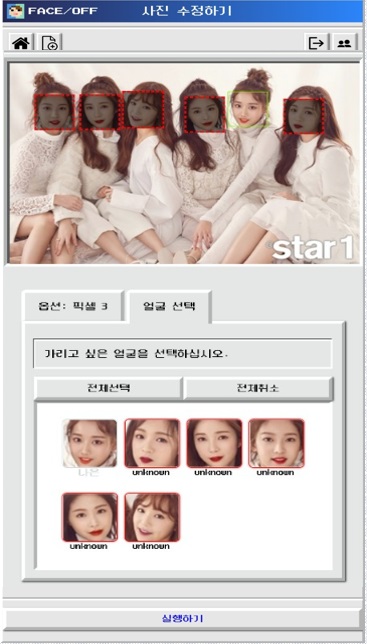 FACE/OFF 사진 수정하기
star1
옵션: 픽셀 3 얼굴 선택
가리고 싶은 얼굴을 선택하십시오.
전체선택 전체취소
나은 unknown unknown unknown
unknown unknown
실행하기